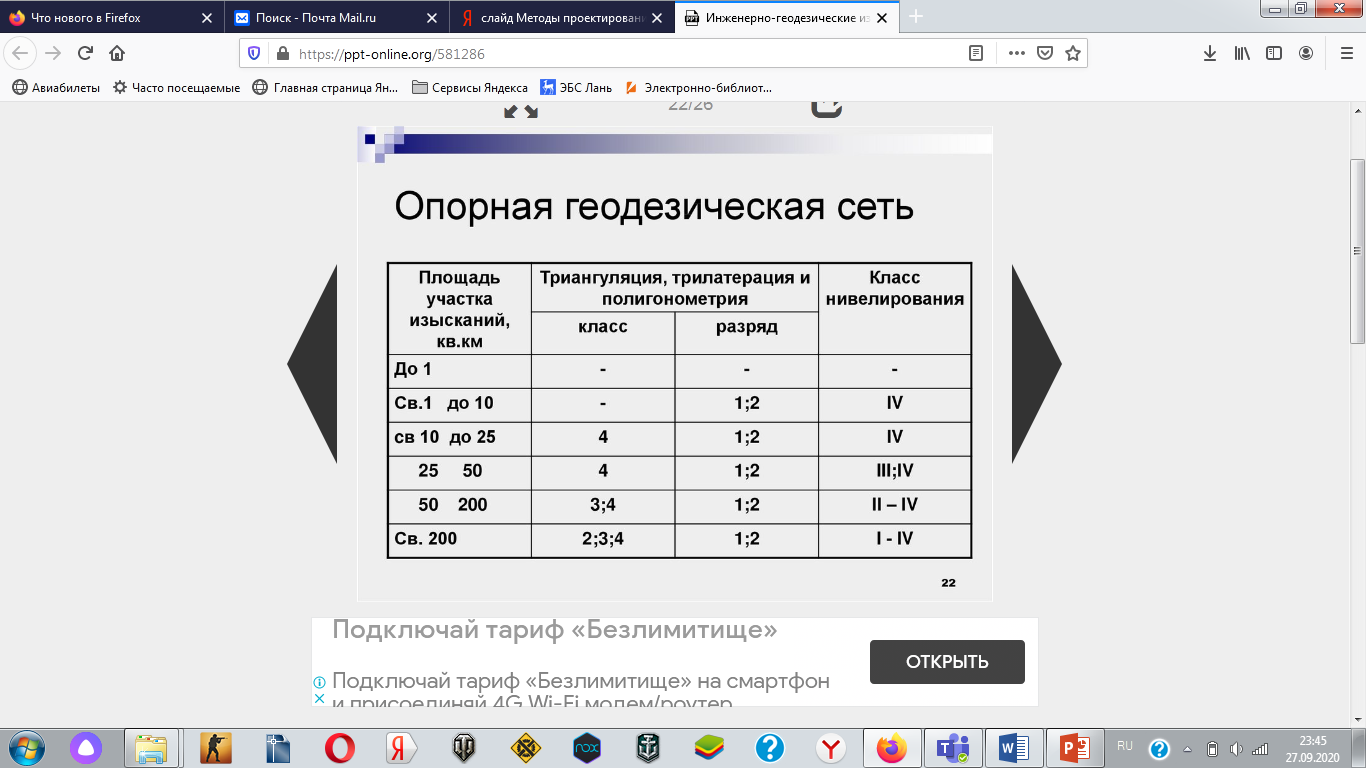 Что нового в Firefox
Поиск - Почта Mail.ru
слайд Методы проектировани
Инженерно-геодезические из
https://ppt-online.org/581286
Авиабилеты
Часто посещаемые
Главная страница Ян...
Сервисы Яндекса
ЭБС Лань
Электронно-библиот...
22/26
Опорная геодезическая сеть
Площадь участка изысканий, кв.км
Триангуляция, трилатерация и полигонометрия
Класс нивелирования
класс
разряд
До 1 - - -
Св.1 до 10 - 1;2 IV
св 10 до 25 4 1;2 IV
25 50 4 1;2 III;IV
50 200 3;4 1;2 II – IV
Св. 200 2;3;4 1;2 I - IV
22
Подключай тариф «Безлимитище»
Подключай тариф «Безлимитище» на смартфон
и присоединяй 4G Wi-Fi модем/роутер
ОТКРЫТЬ
RU
23:45
27.09.2020